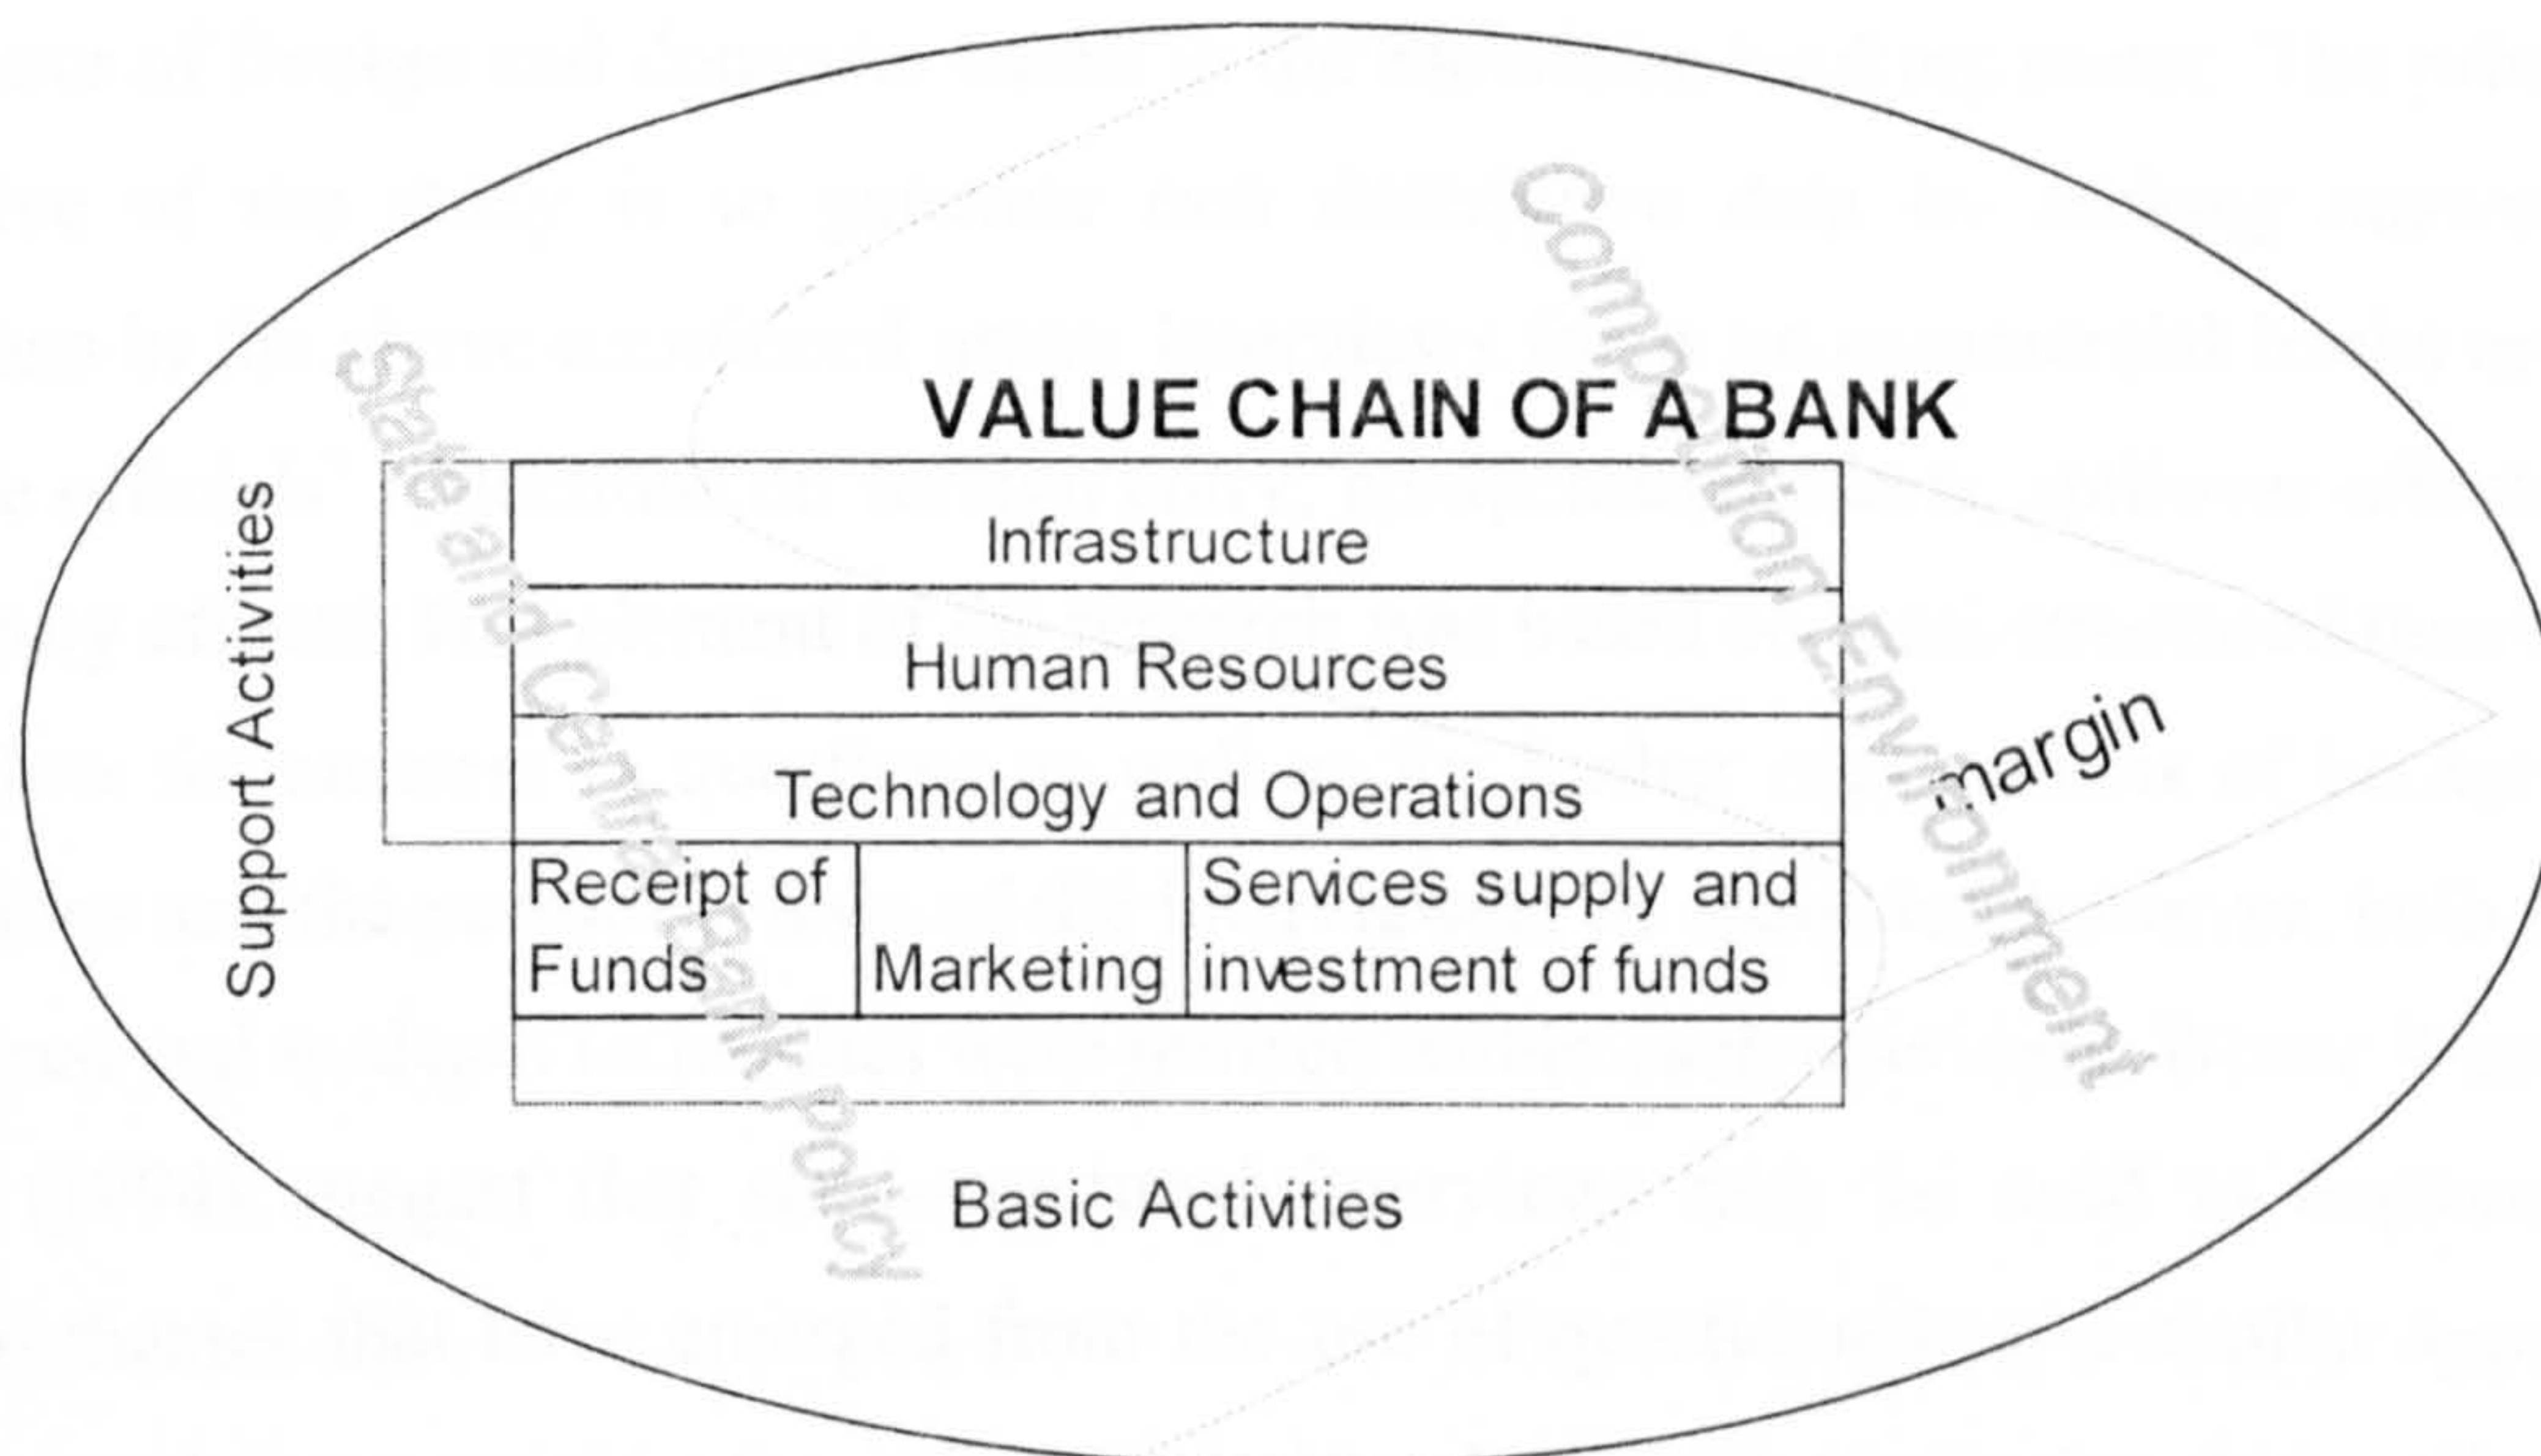 VALUE CHAIN OF A BANK
Support Activities
State and Central Bank policy
Competition Environment
Infrastructure
Human Resources
Technology and Operations
Receipt of
Funds
Marketing
Services supply and
investment of funds
margin
Basic Activities